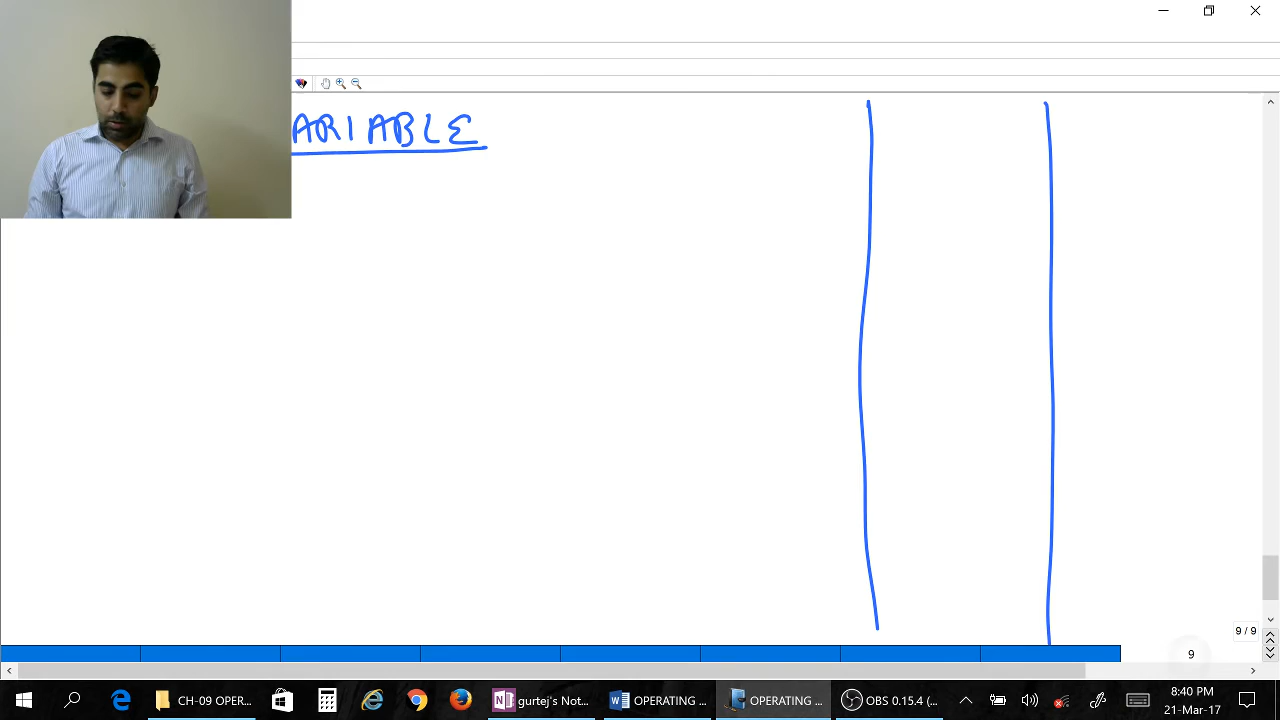 ARIABLE
9 / 9
9
CH-09 OPER...
gurtej's Not...
OPERATING ...
OPERATING ...
OBS 0.15.4 (...
8:40 PM
21-Mar-17